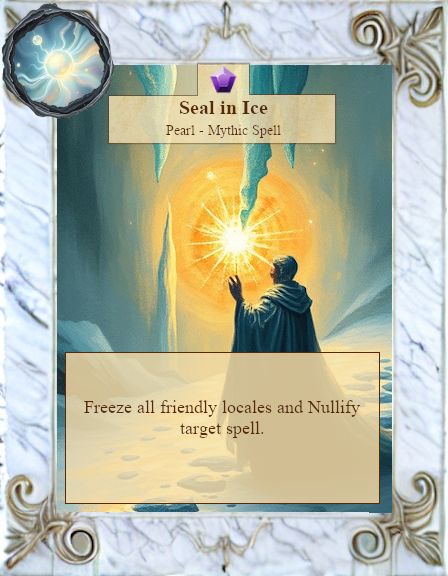 Seal in Ice
Pearl - Mythic Spell
Freeze all friendly locales and Nullify
target spell.